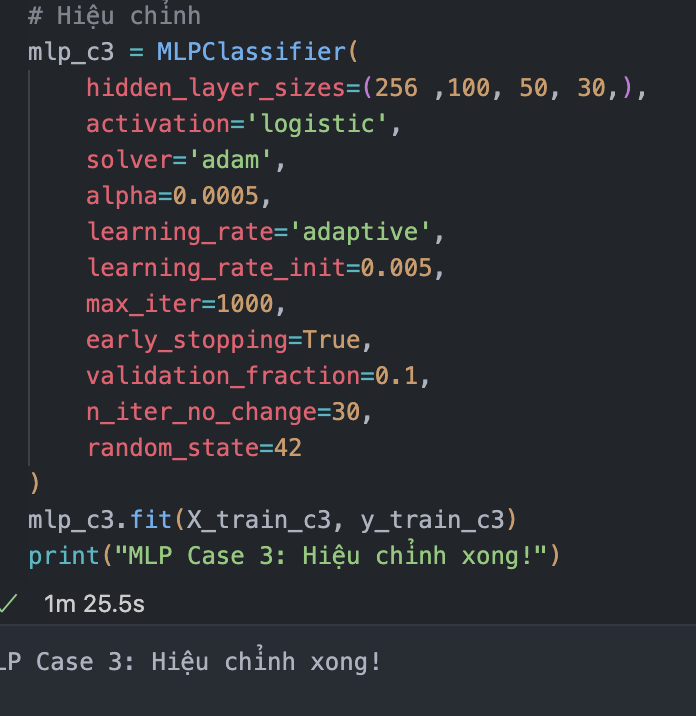 # Hiệu chỉnh
mlp_c3 = MLPClassifier(
    hidden_layer_sizes=(256 ,100, 50, 30,),
    activation='logistic',
    solver='adam',
    alpha=0.0005,
    learning_rate='adaptive',
    learning_rate_init=0.005,
    max_iter=1000,
    early_stopping=True,
    validation_fraction=0.1,
    n_iter_no_change=30,
    random_state=42
)
mlp_c3.fit(X_train_c3, y_train_c3)
print("MLP Case 3: Hiệu chỉnh xong!")
1m 25.5s
LP Case 3: Hiệu chỉnh xong!